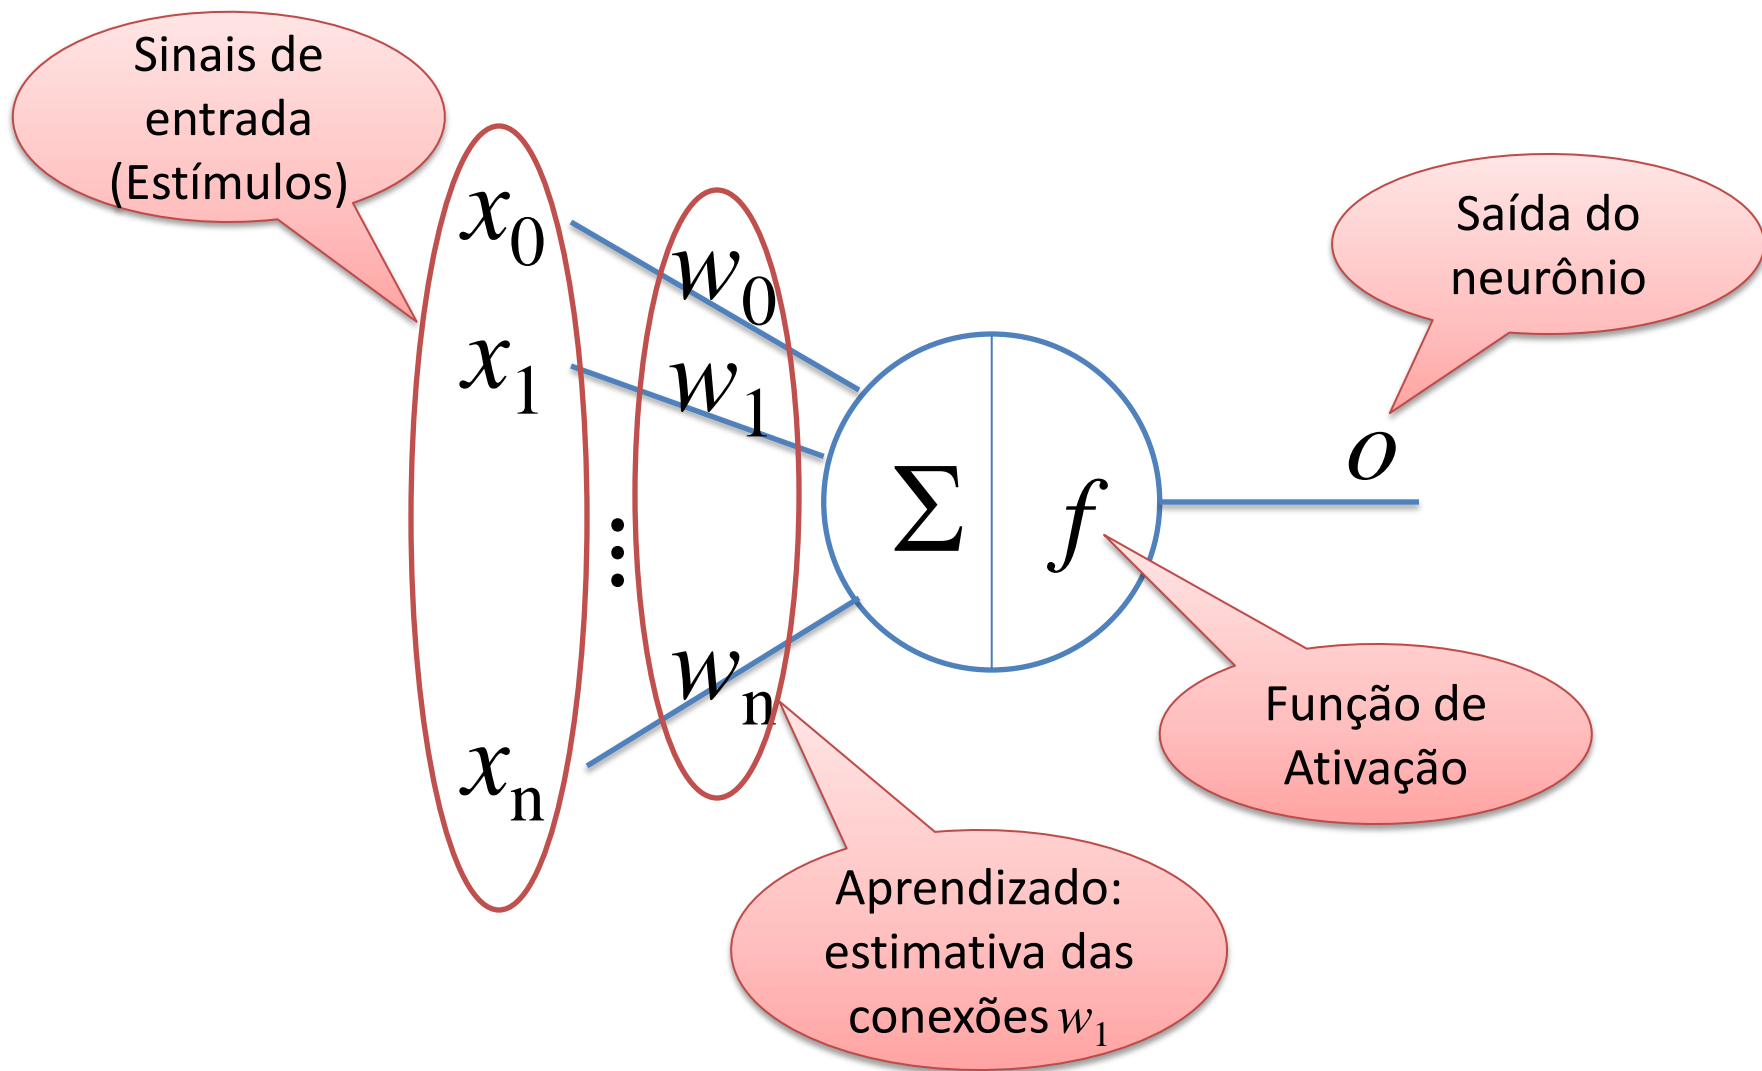 Sinais de
entrada
(Estímulos)
x0
x1
xn
w0
w1
wn
Σ
f
o
Saída do
neurônio
Função de
Ativação
Aprendizado:
estimativa das
conexões w1